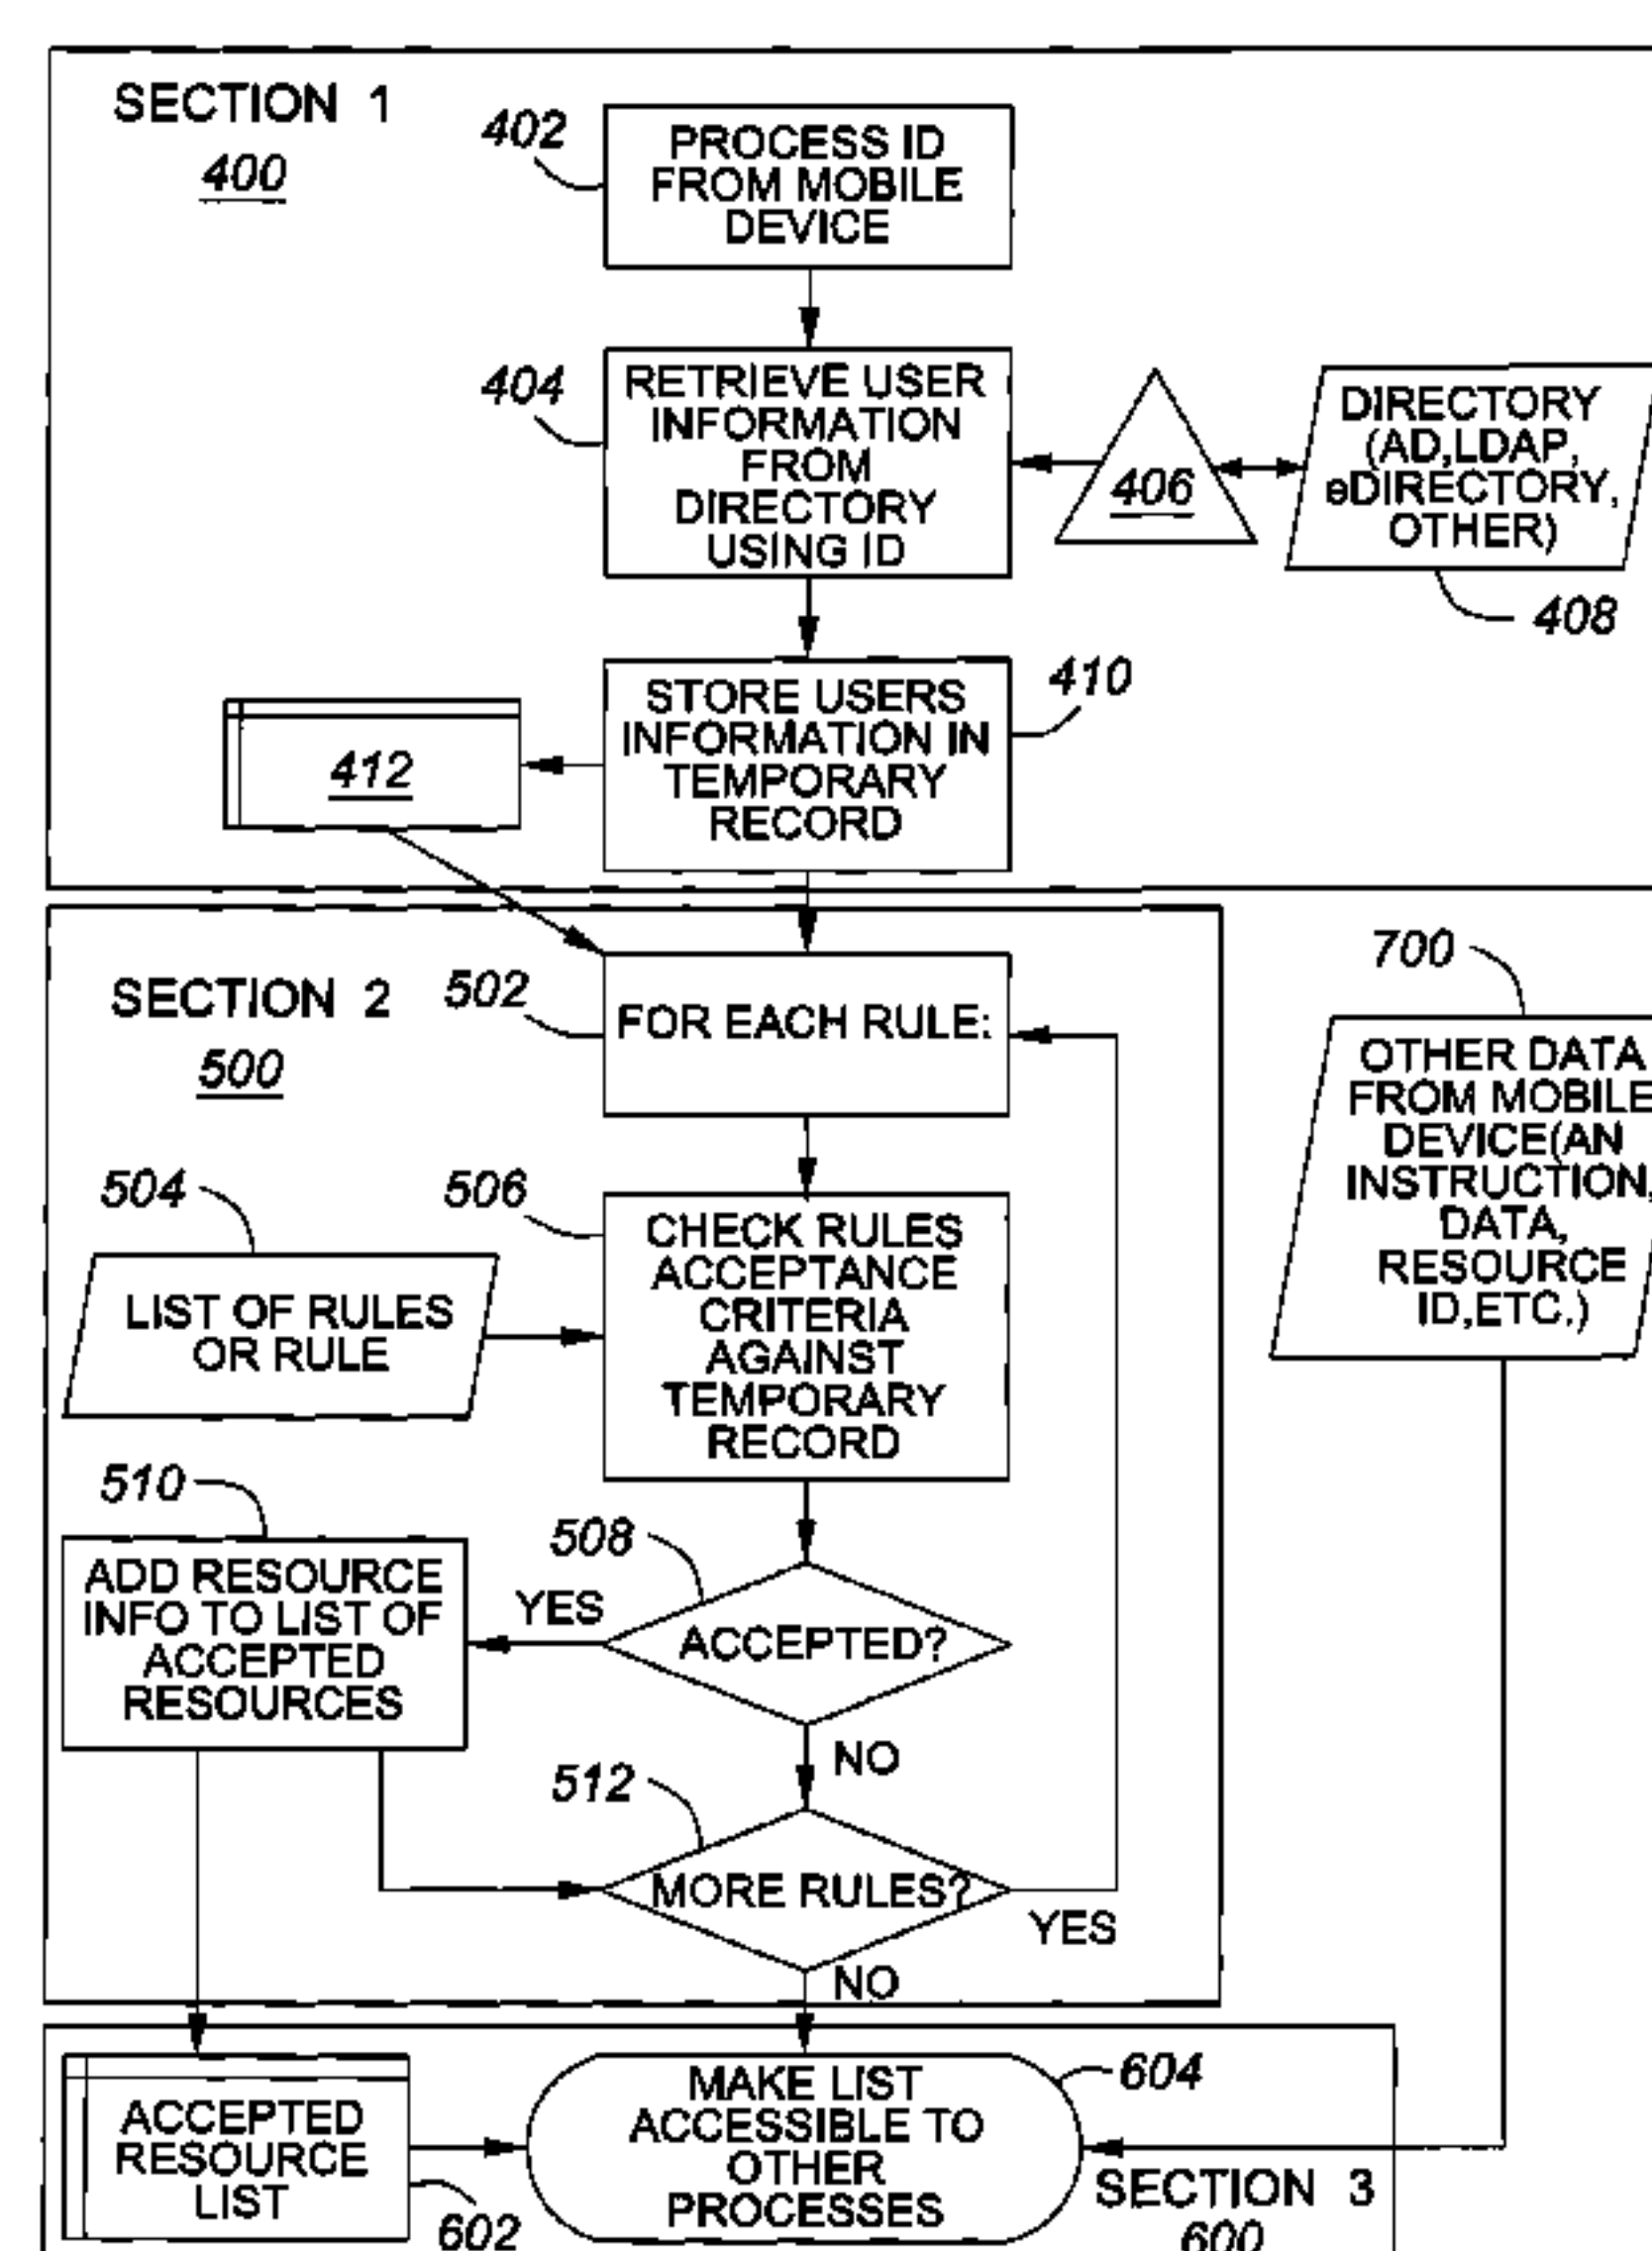 SECTION 1
400
402
PROCESS ID
FROM MOBILE
DEVICE
404
RETRIEVE USER
INFORMATION
FROM
DIRECTORY
USING ID
406
DIRECTORY
(AD,LDAP,
eDIRECTORY,
OTHER)
408
410
STORE USERS
INFORMATION IN
TEMPORARY
RECORD
412
SECTION 2
500
502
FOR EACH RULE:
700
OTHER DATA
FROM MOBILE
DEVICE(AN
INSTRUCTION,
DATA,
RESOURCE
ID,ETC.)
504
LIST OF RULES
OR RULE
506
CHECK RULES
ACCEPTANCE
CRITERIA
AGAINST
TEMPORARY
RECORD
510
ADD RESOURCE
INFO TO LIST OF
ACCEPTED
RESOURCES
508
YES
ACCEPTED?
NO
512
MORE RULES?
YES
NO
ACCEPTED
RESOURCE
LIST
602
MAKE LIST
ACCESSIBLE TO
OTHER
PROCESSES
604
SECTION 3
600